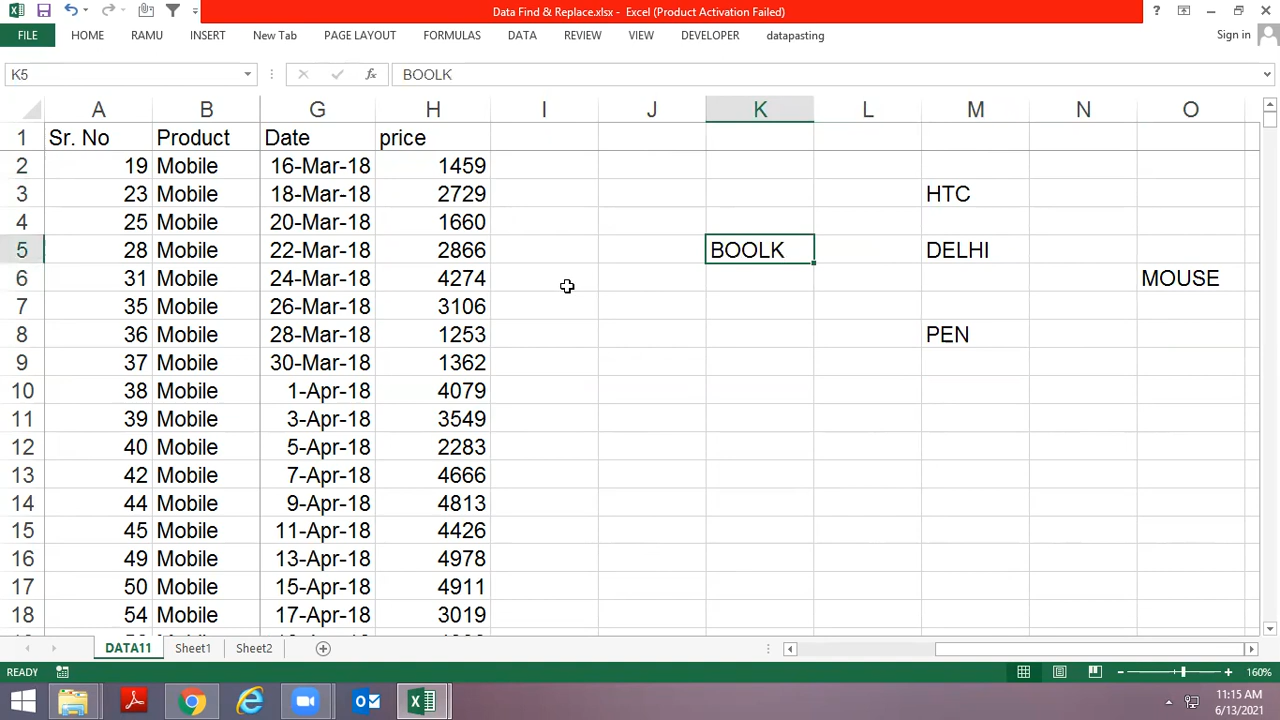 Data Find & Replace.xlsx - Excel (Product Activation Failed)
FILE HOME RAMU INSERT New Tab PAGE LAYOUT FORMULAS DATA REVIEW VIEW DEVELOPER datapasting Sign in
K5 fx BOOLK
A B G H I J K L M N O
1 Sr. No Product Date price
2 19 Mobile 16-Mar-18 1459
3 23 Mobile 18-Mar-18 2729 HTC
4 25 Mobile 20-Mar-18 1660
5 28 Mobile 22-Mar-18 2866 BOOLK DELHI
6 31 Mobile 24-Mar-18 4274 MOUSE
7 35 Mobile 26-Mar-18 3106
8 36 Mobile 28-Mar-18 1253 PEN
9 37 Mobile 30-Mar-18 1362
10 38 Mobile 1-Apr-18 4079
11 39 Mobile 3-Apr-18 3549
12 40 Mobile 5-Apr-18 2283
13 42 Mobile 7-Apr-18 4666
14 44 Mobile 9-Apr-18 4813
15 45 Mobile 11-Apr-18 4426
16 49 Mobile 13-Apr-18 4978
17 50 Mobile 15-Apr-18 4911
18 54 Mobile 17-Apr-18 3019
DATA11 Sheet1 Sheet2
READY 160%
11:15 AM
6/13/2021